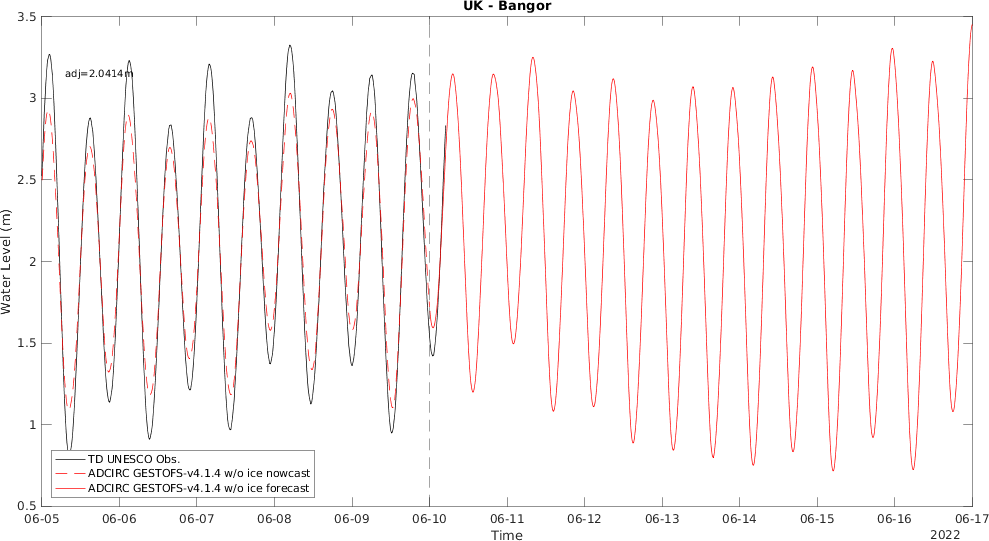 UK - Bangor
adj=2.0414m
Water Level (m)
3.5
3
2.5
2
1.5
1
0.5
TD UNESCO Obs.
ADCIRC GESTOFS-v4.1.4 w/o ice nowcast
ADCIRC GESTOFS-v4.1.4 w/o ice forecast
06-05 06-06 06-07 06-08 06-09 06-10 06-11 06-12 06-13 06-14 06-15 06-16 06-17
Time
2022